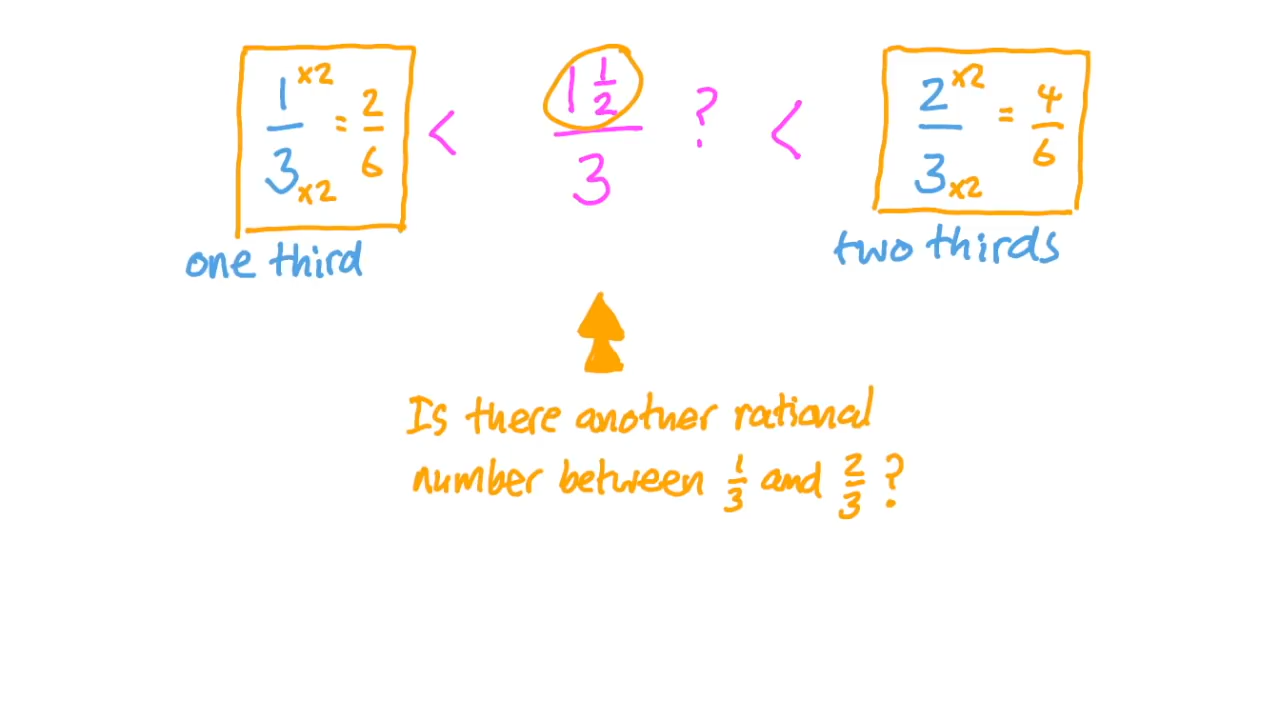 1/3 ×2 ×2 = 2/6 < 1 1/2 / 3 ? < 2/3 ×2 ×2 = 4/6
one third two thirds
Is there another rational
number between 1/3 and 2/3 ?